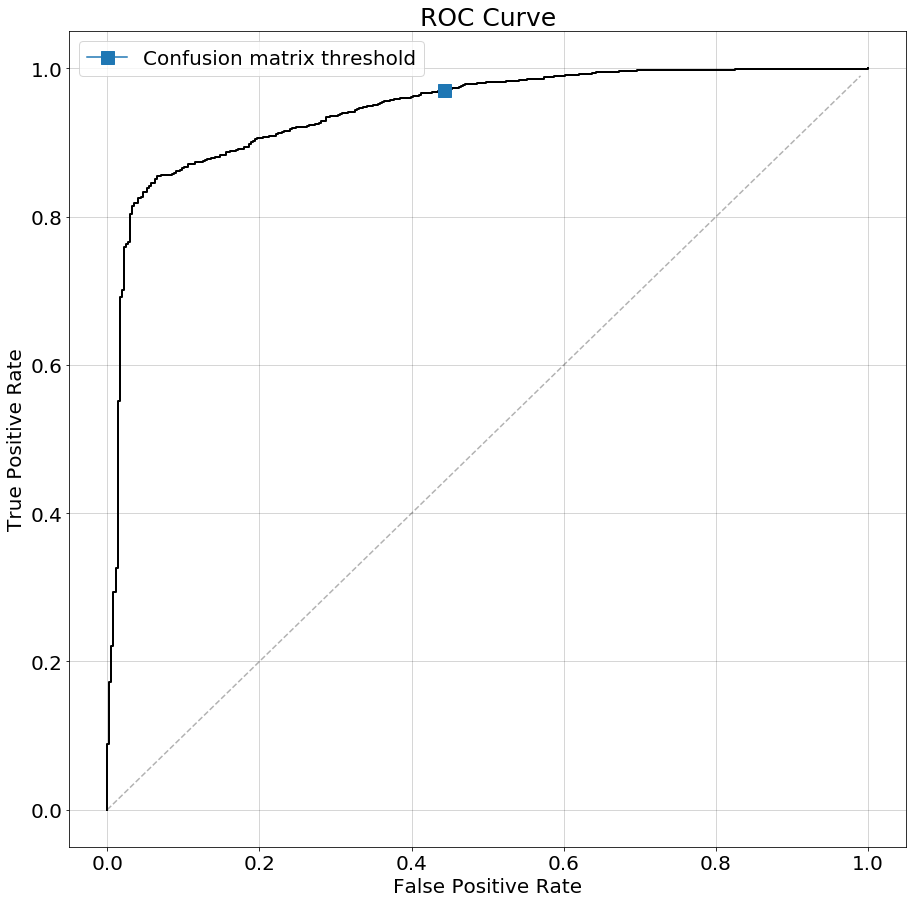 ROC Curve
Confusion matrix threshold
1.0
0.8
0.6
0.4
0.2
0.0
True Positive Rate
0.0 0.2 0.4 0.6 0.8 1.0
False Positive Rate